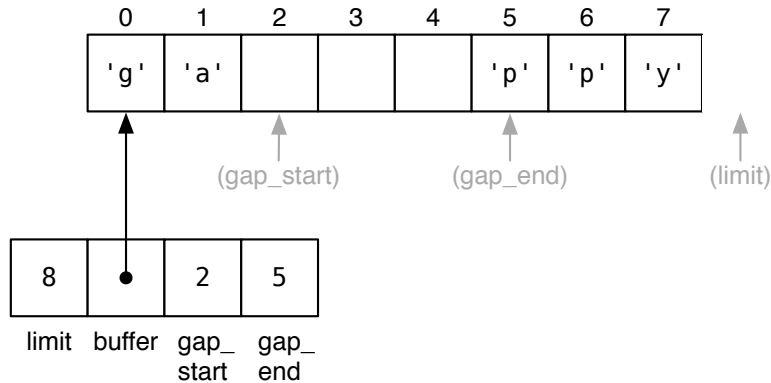 0 1 2 3 4 5 6 7
'g' 'a' 'p' 'p' 'y'
(gap_start) (gap_end) (limit)
8 2 5
limit buffer gap_ gap_
start end